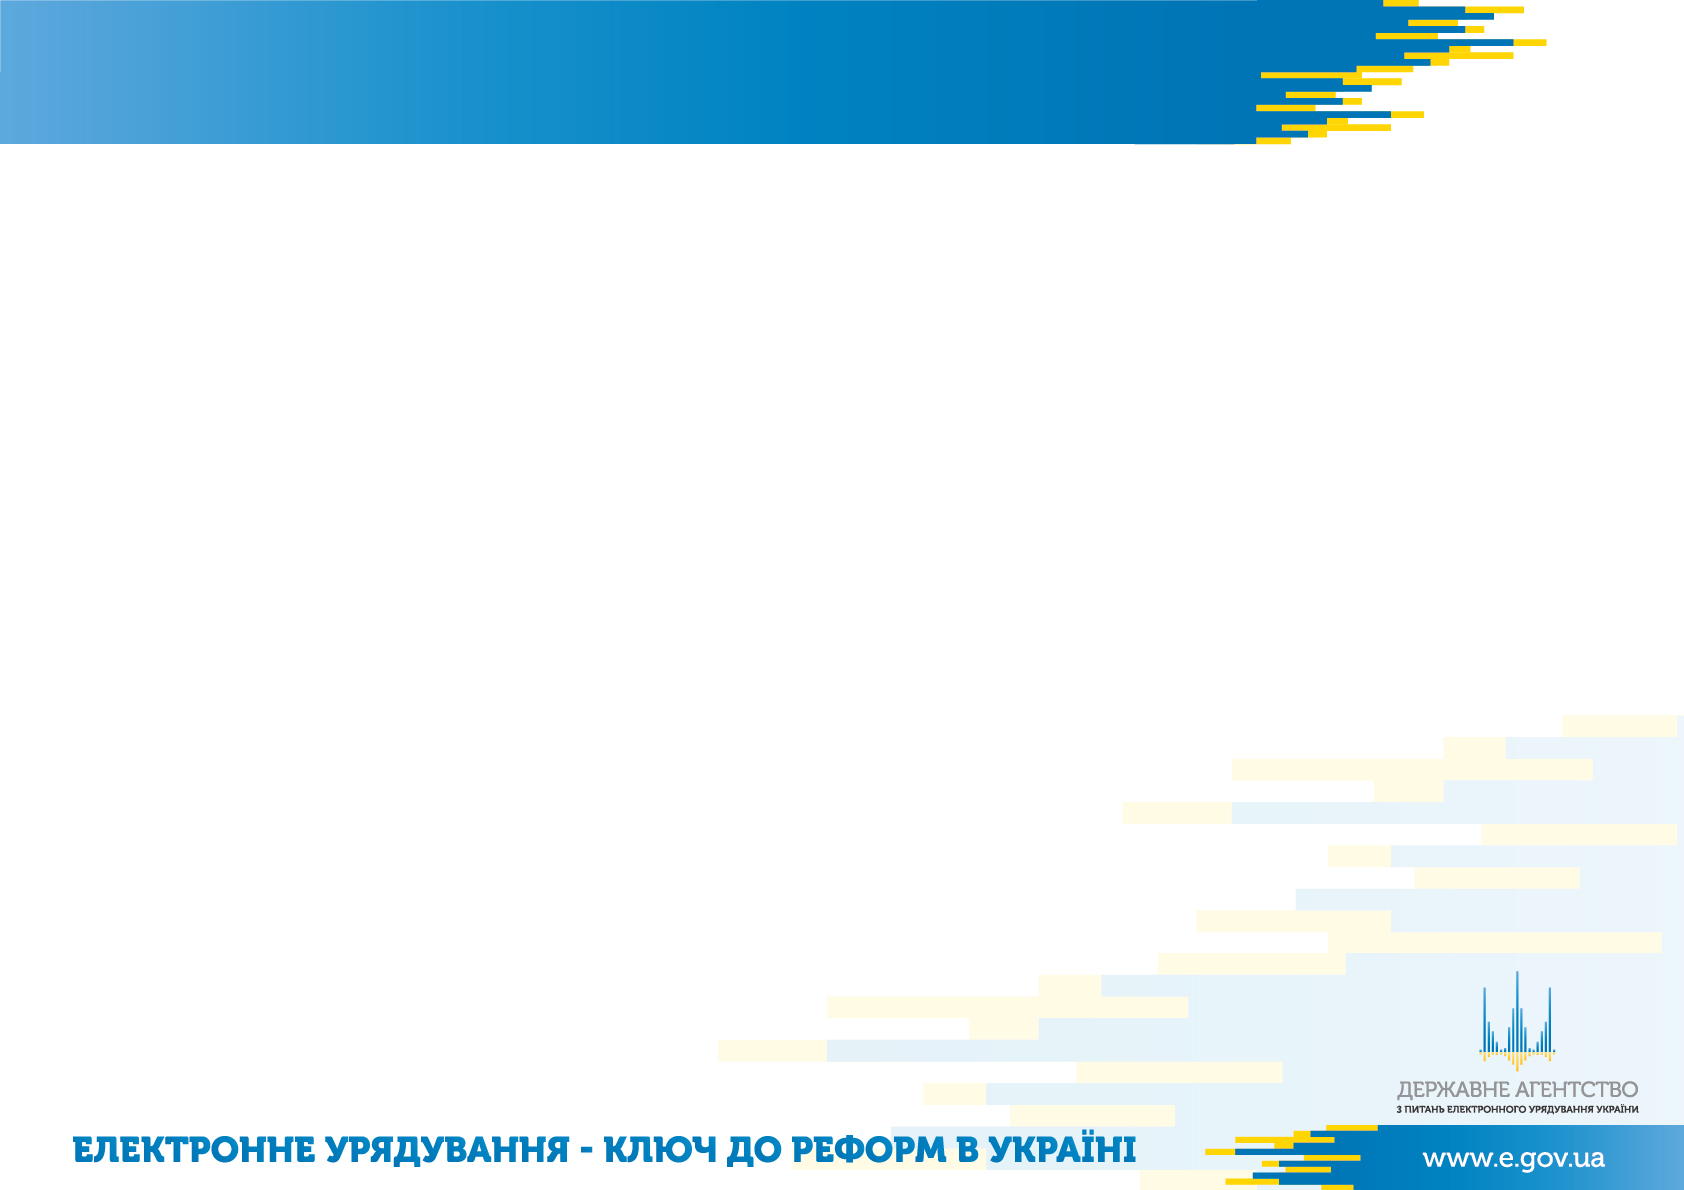 ДЕРЖАВНЕ АГЕНТСТВО
З ПИТАНЬ ЕЛЕКТРОННОГО УРЯДУВАННЯ УКРАЇНИ
ЕЛЕКТРОННЕ УРЯДУВАННЯ - КЛЮЧ ДО РЕФОРМ В УКРАЇНІ
www.e.gov.ua